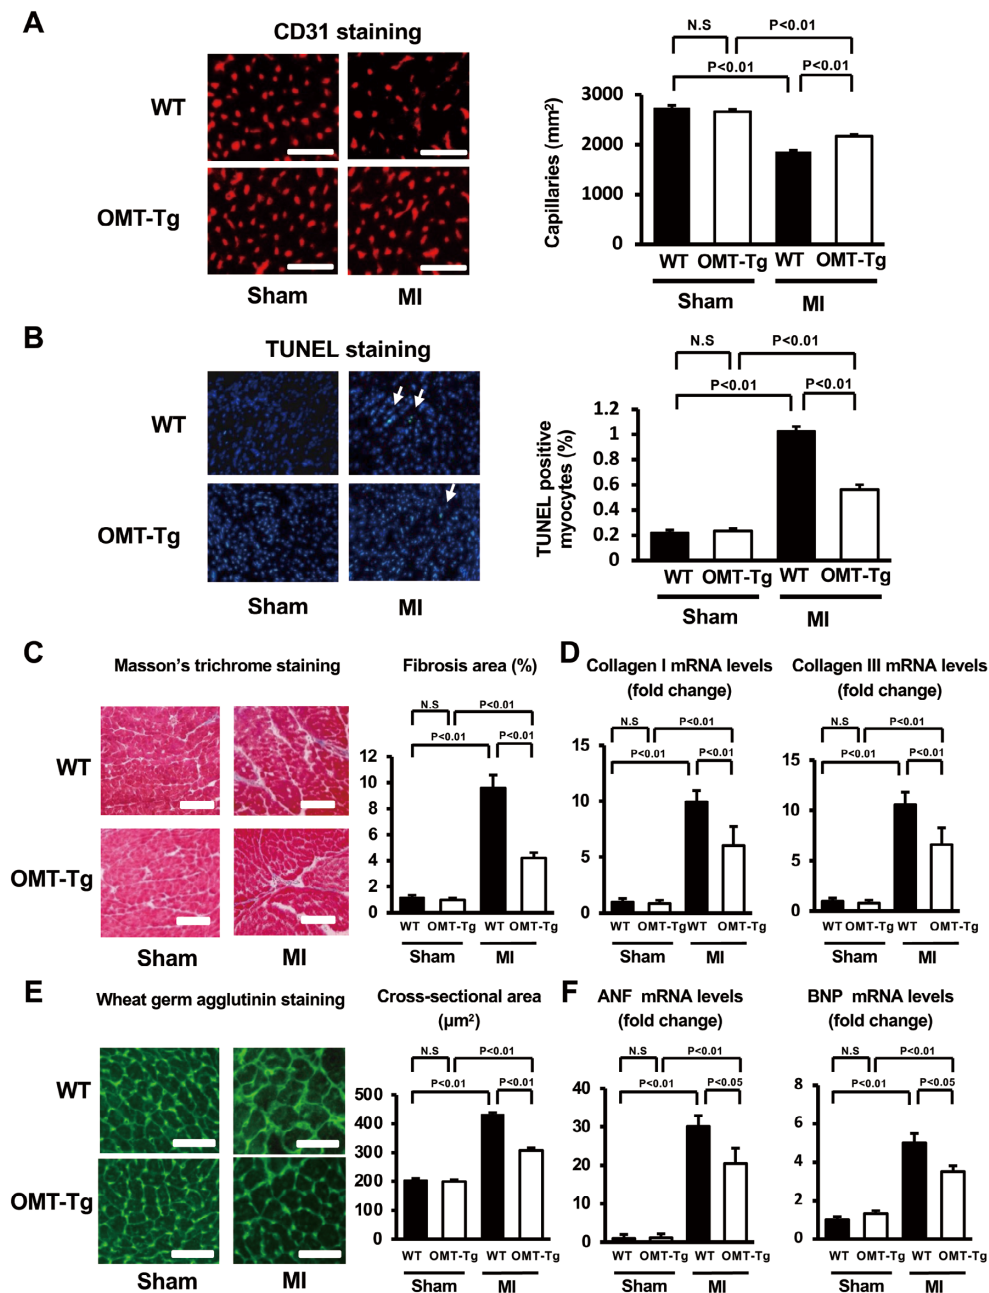 A
CD31 staining
WT
OMT-Tg
Sham
MI
N.S
P<0.01
P<0.01
P<0.01
Capillaries (mm²)
3000
2000
1000
0
WT
OMT-Tg
WT
OMT-Tg
Sham
MI
B
TUNEL staining
WT
OMT-Tg
Sham
MI
N.S
P<0.01
P<0.01
P<0.01
TUNEL positive
myocytes (%)
1.2
1
0.8
0.6
0.4
0.2
0
WT
OMT-Tg
WT
OMT-Tg
Sham
MI
C
Masson's trichrome staining
WT
OMT-Tg
Sham
MI
Fibrosis area (%)
N.S
P<0.01
P<0.01
P<0.01
12
10
8
6
4
2
0
WT
OMT-Tg
WT
OMT-Tg
Sham
MI
D
Collagen I mRNA levels
(fold change)
N.S
P<0.01
P<0.01
P<0.01
15
10
5
0
WT
OMT-Tg
WT
OMT-Tg
Sham
MI
Collagen III mRNA levels
(fold change)
N.S
P<0.01
P<0.01
P<0.01
15
10
5
0
WT
OMT-Tg
WT
OMT-Tg
Sham
MI
E
Wheat germ agglutinin staining
WT
OMT-Tg
Sham
MI
Cross-sectional area
(μm²)
N.S
P<0.01
P<0.01
P<0.01
500
400
300
200
100
0
WT
OMT-Tg
WT
OMT-Tg
Sham
MI
F
ANF mRNA levels
(fold change)
N.S
P<0.01
P<0.01
P<0.05
40
30
20
10
0
WT
OMT-Tg
WT
OMT-Tg
Sham
MI
BNP mRNA levels
(fold change)
N.S
P<0.01
P<0.01
P<0.05
8
6
4
2
0
WT
OMT-Tg
WT
OMT-Tg
Sham
MI